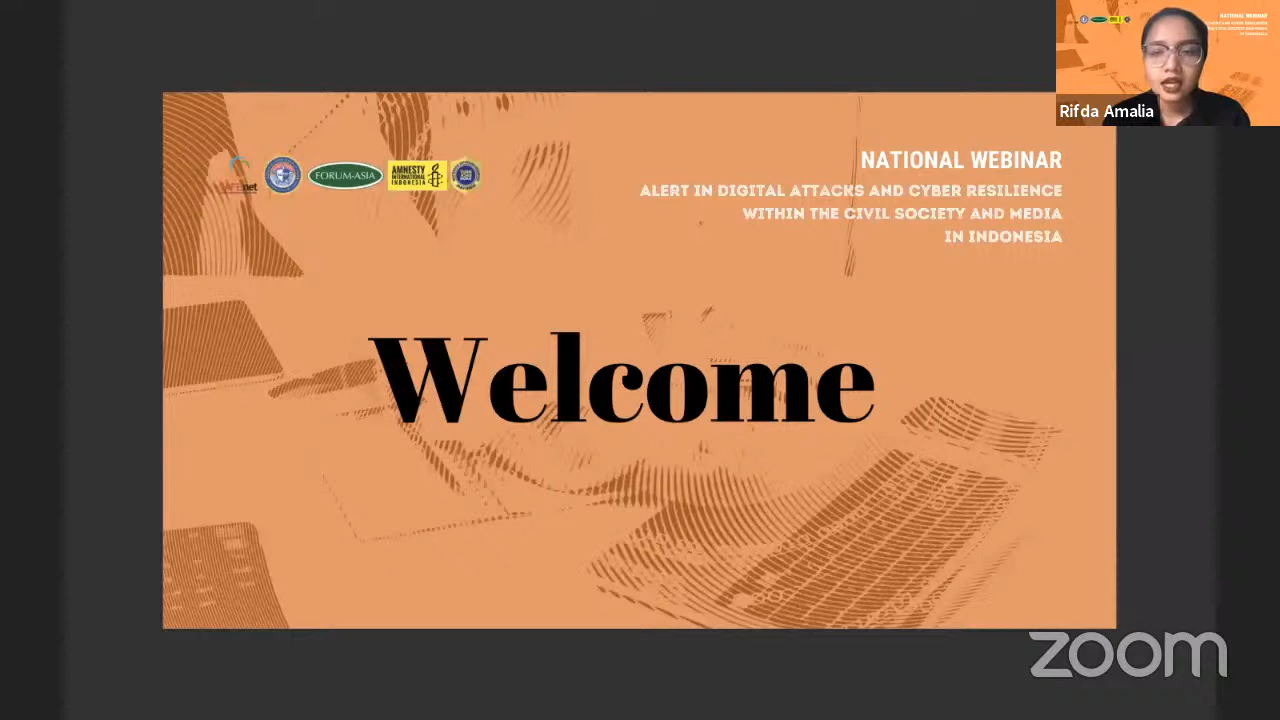 FORUM-ASIA
AMNESTY
INTERNATIONAL
INDONESIA
NATIONAL WEBINAR
ALERT IN DIGITAL ATTACKS AND CYBER RESILIENCE
WITHIN THE CIVIL SOCIETY AND MEDIA
IN INDONESIA
Welcome
Rifda Amalia
zoom